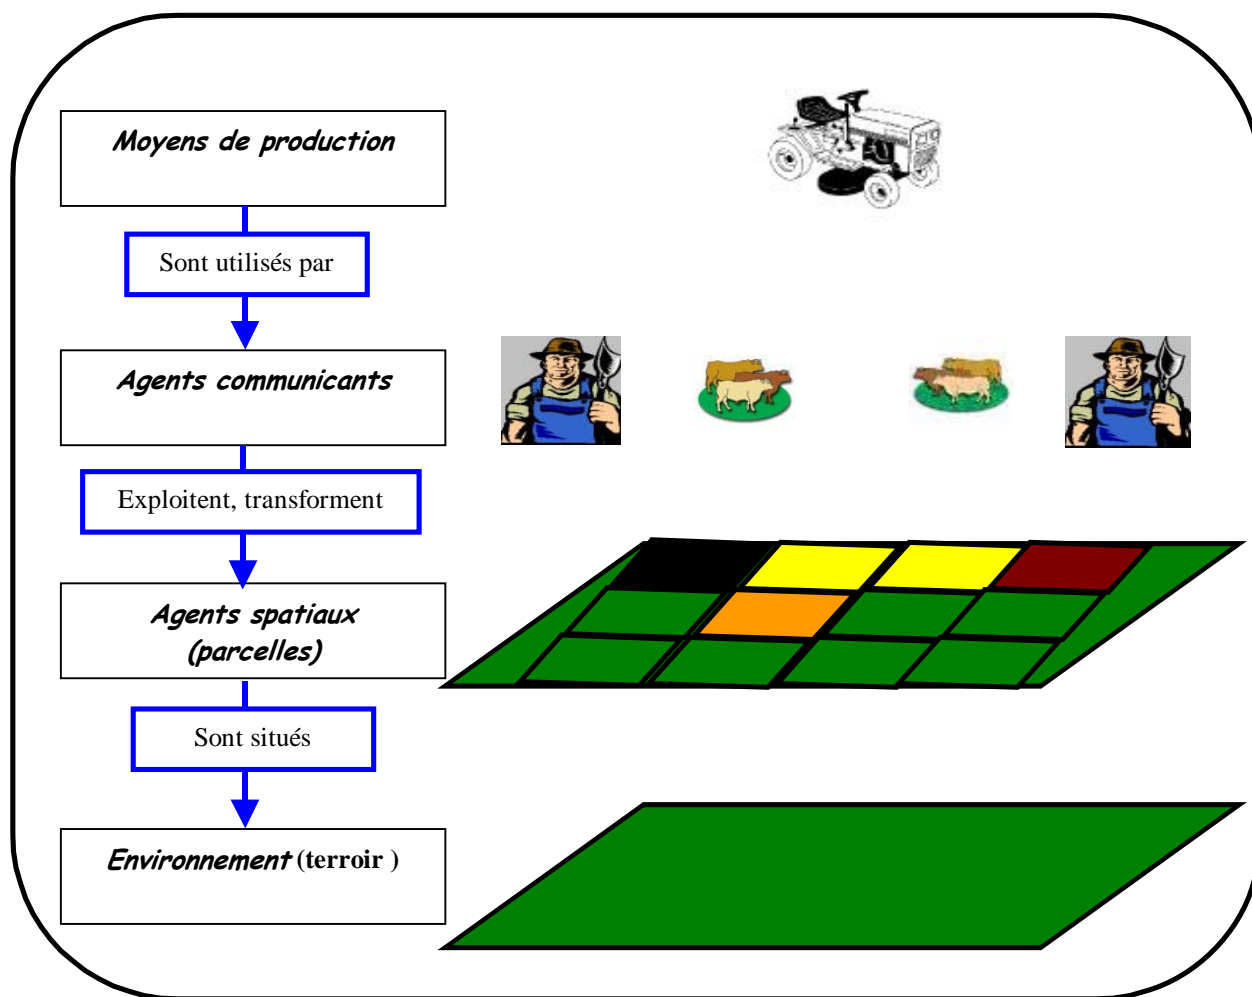 Moyens de production
Sont utilisés par
Agents communicants
Exploitent, transforment
Agents spatiaux
(parcelles)
Sont situés
Environnement (terroir )